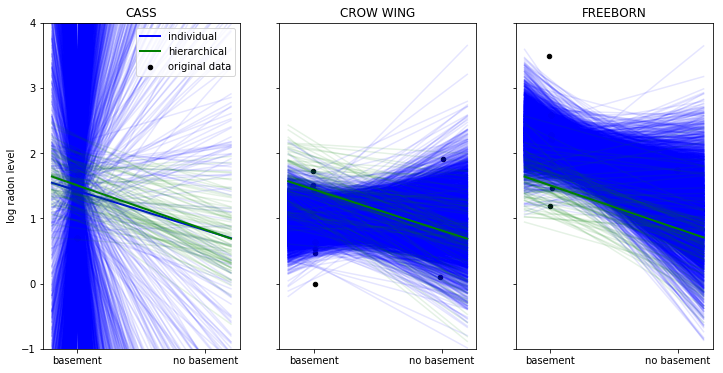 CASS
CROW WING
FREEBORN
individual
hierarchical
original data
log radon level
4
3
2
1
0
−1
basement
no basement
basement
no basement
basement
no basement